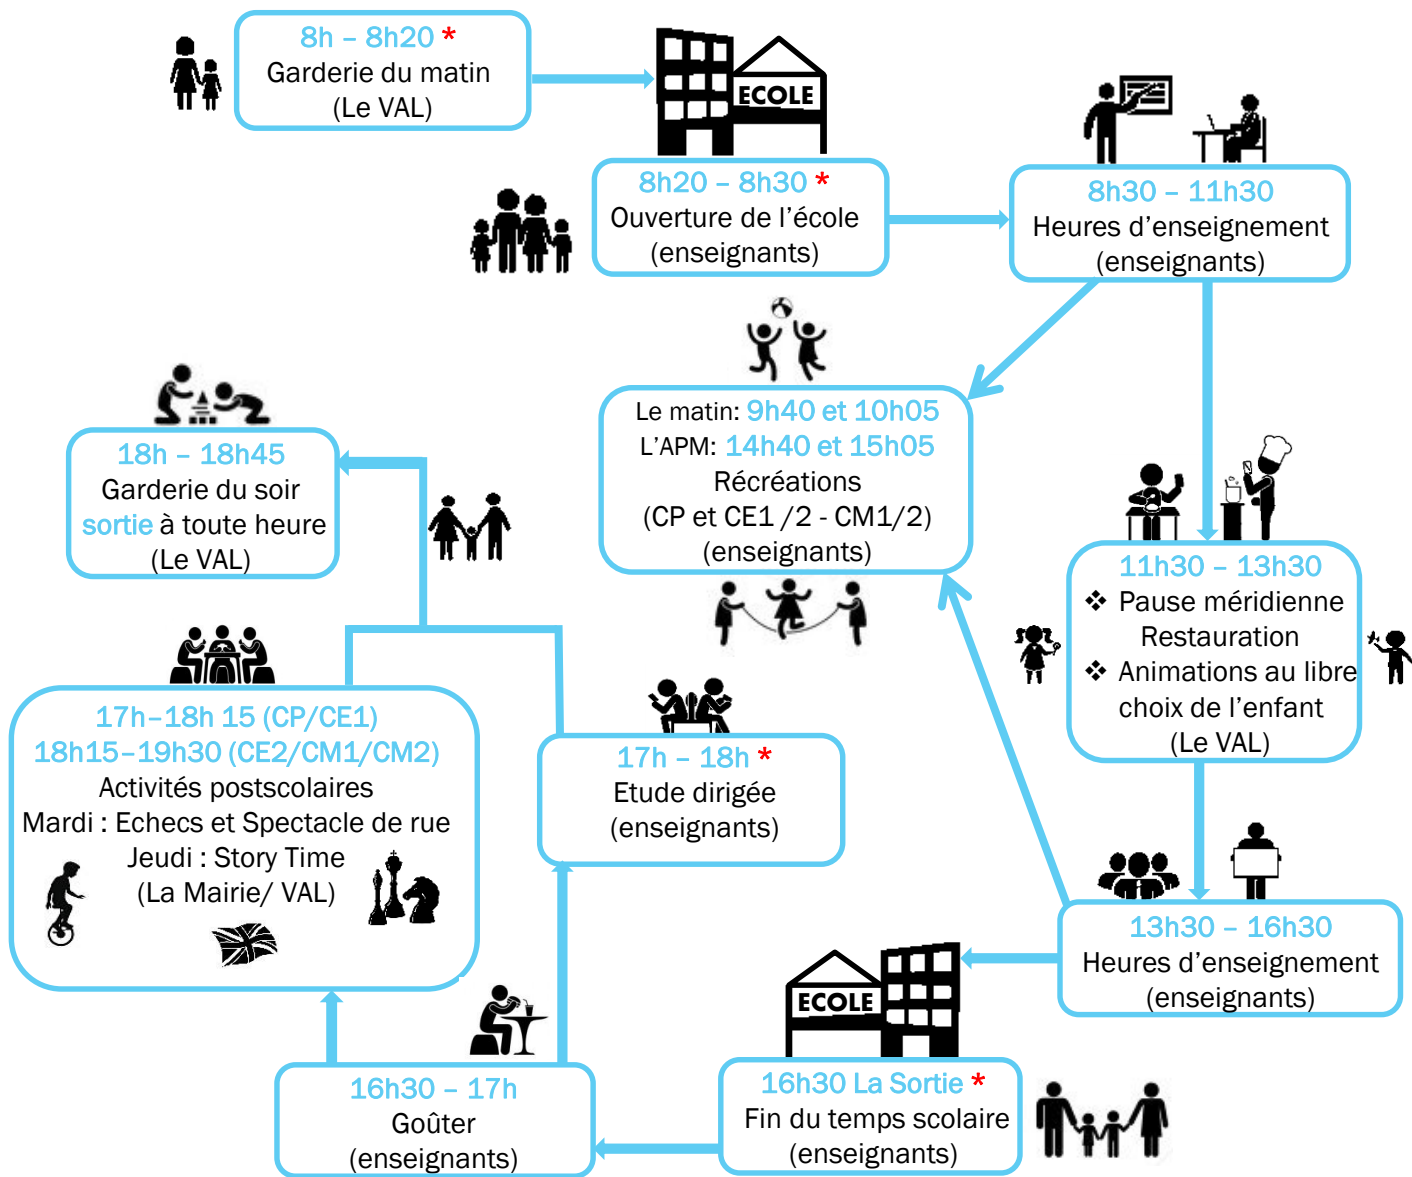 8h – 8h20 *
Garderie du matin
(Le VAL)
ECOLE
8h20 – 8h30 *
Ouverture de l’école
(enseignants)
8h30 – 11h30
Heures d’enseignement
(enseignants)
Le matin: 9h40 et 10h05
L’APM: 14h40 et 15h05
Récréations
(CP et CE1 /2 - CM1/2)
(enseignants)
11h30 – 13h30
❖ Pause méridienne
Restauration
❖ Animations au libre
choix de l’enfant
(Le VAL)
13h30 – 16h30
Heures d’enseignement
(enseignants)
ECOLE
16h30 La Sortie *
Fin du temps scolaire
(enseignants)
16h30 – 17h
Goûter
(enseignants)
17h – 18h *
Etude dirigée
(enseignants)
17h–18h 15 (CP/CE1)
18h15–19h30 (CE2/CM1/CM2)
Activités postscolaires
Mardi : Echecs et Spectacle de rue
Jeudi : Story Time
(La Mairie/ VAL)
18h – 18h45
Garderie du soir
sortie à toute heure
(Le VAL)